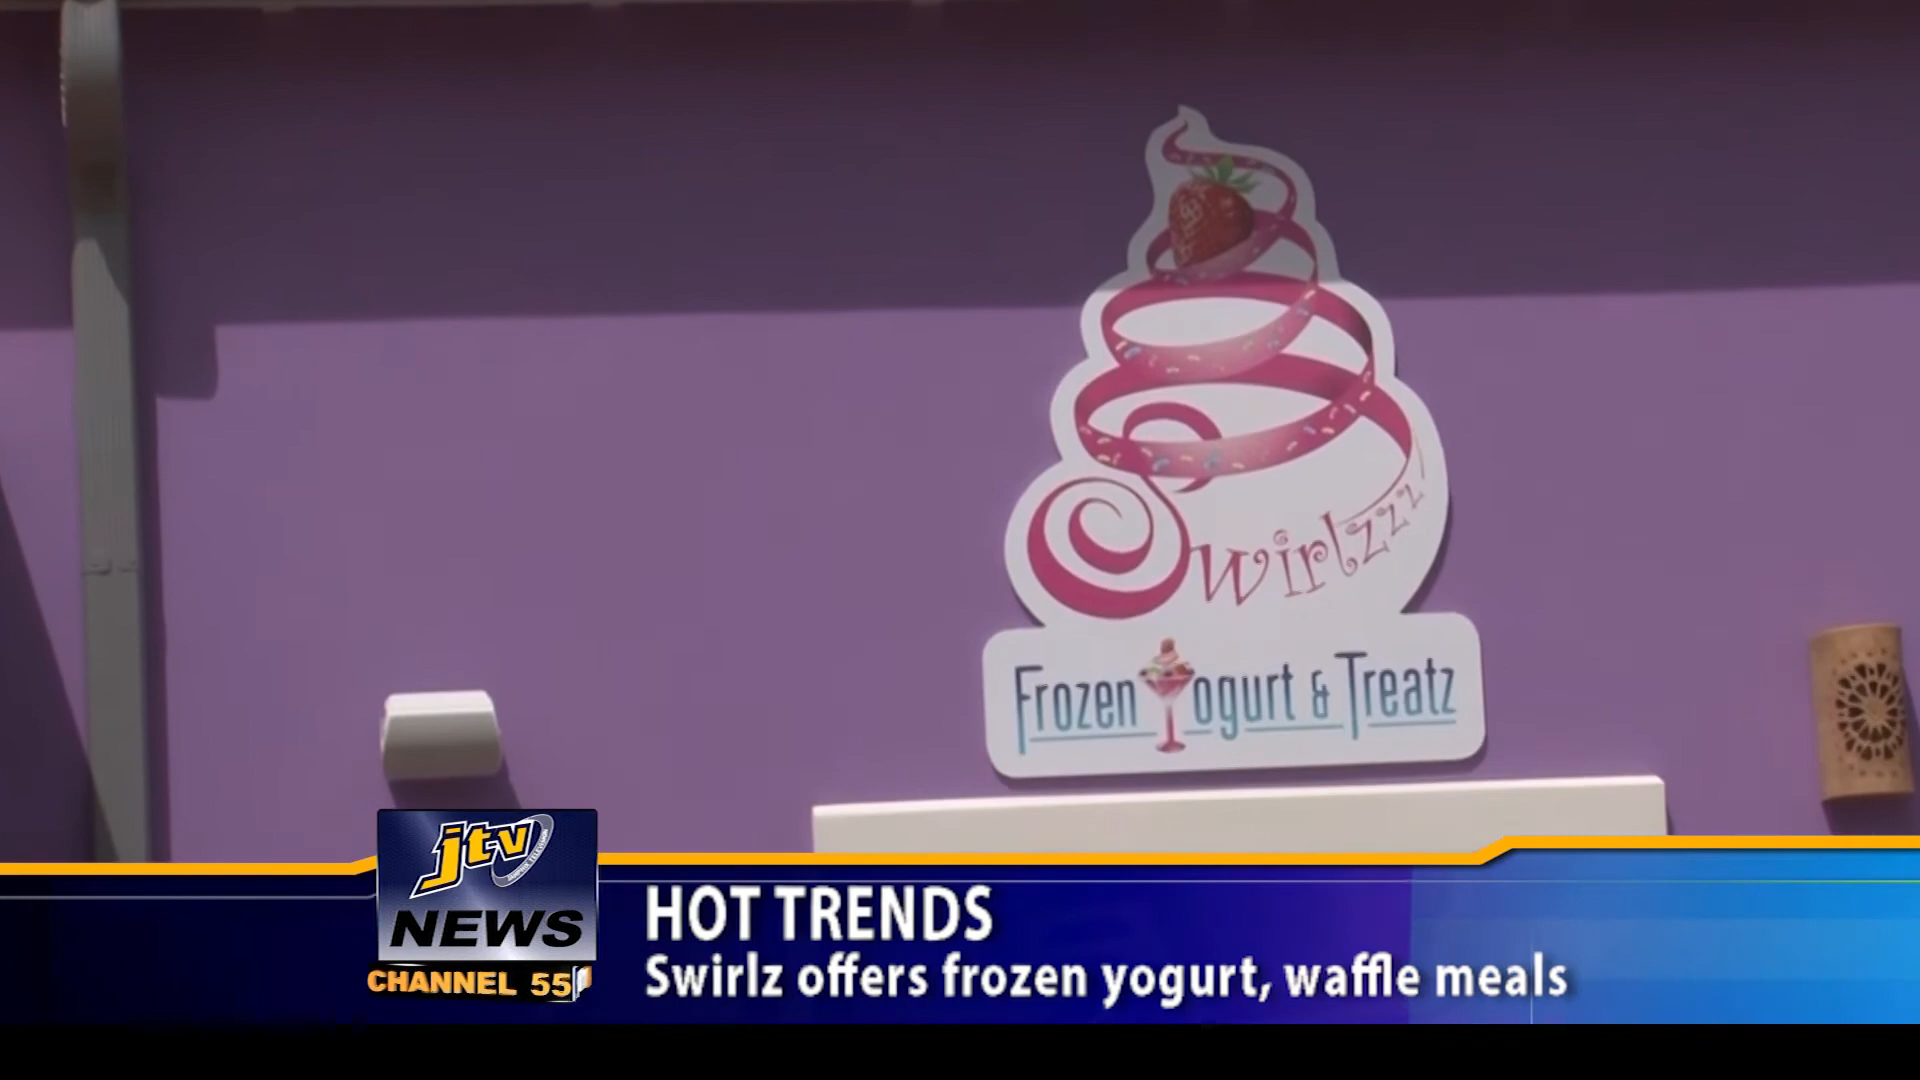 Swirlzzz
Frozen Yogurt & Treatz
jtv
NEWS
CHANNEL 55
HOT TRENDS
Swirlz offers frozen yogurt, waffle meals